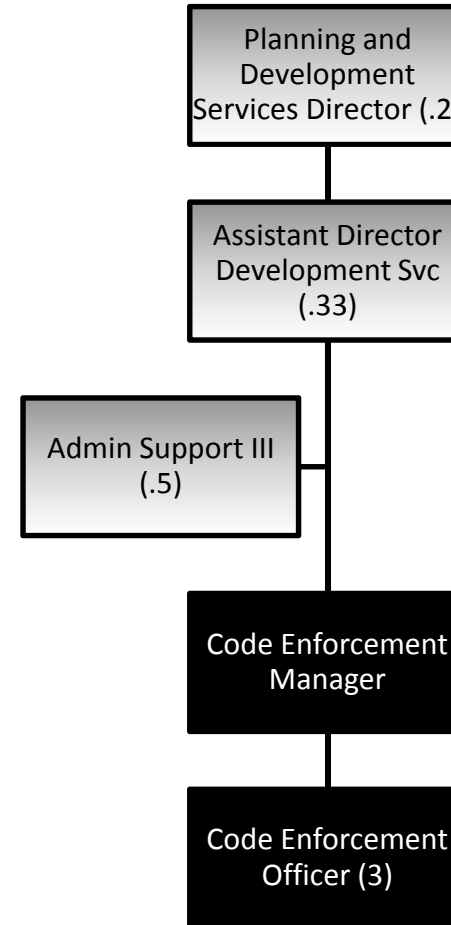 Planning and
Development
Services Director (.2
Assistant Director
Development Svc
(.33)
Admin Support III
(.5)
Code Enforcement
Manager
Code Enforcement
Officer (3)